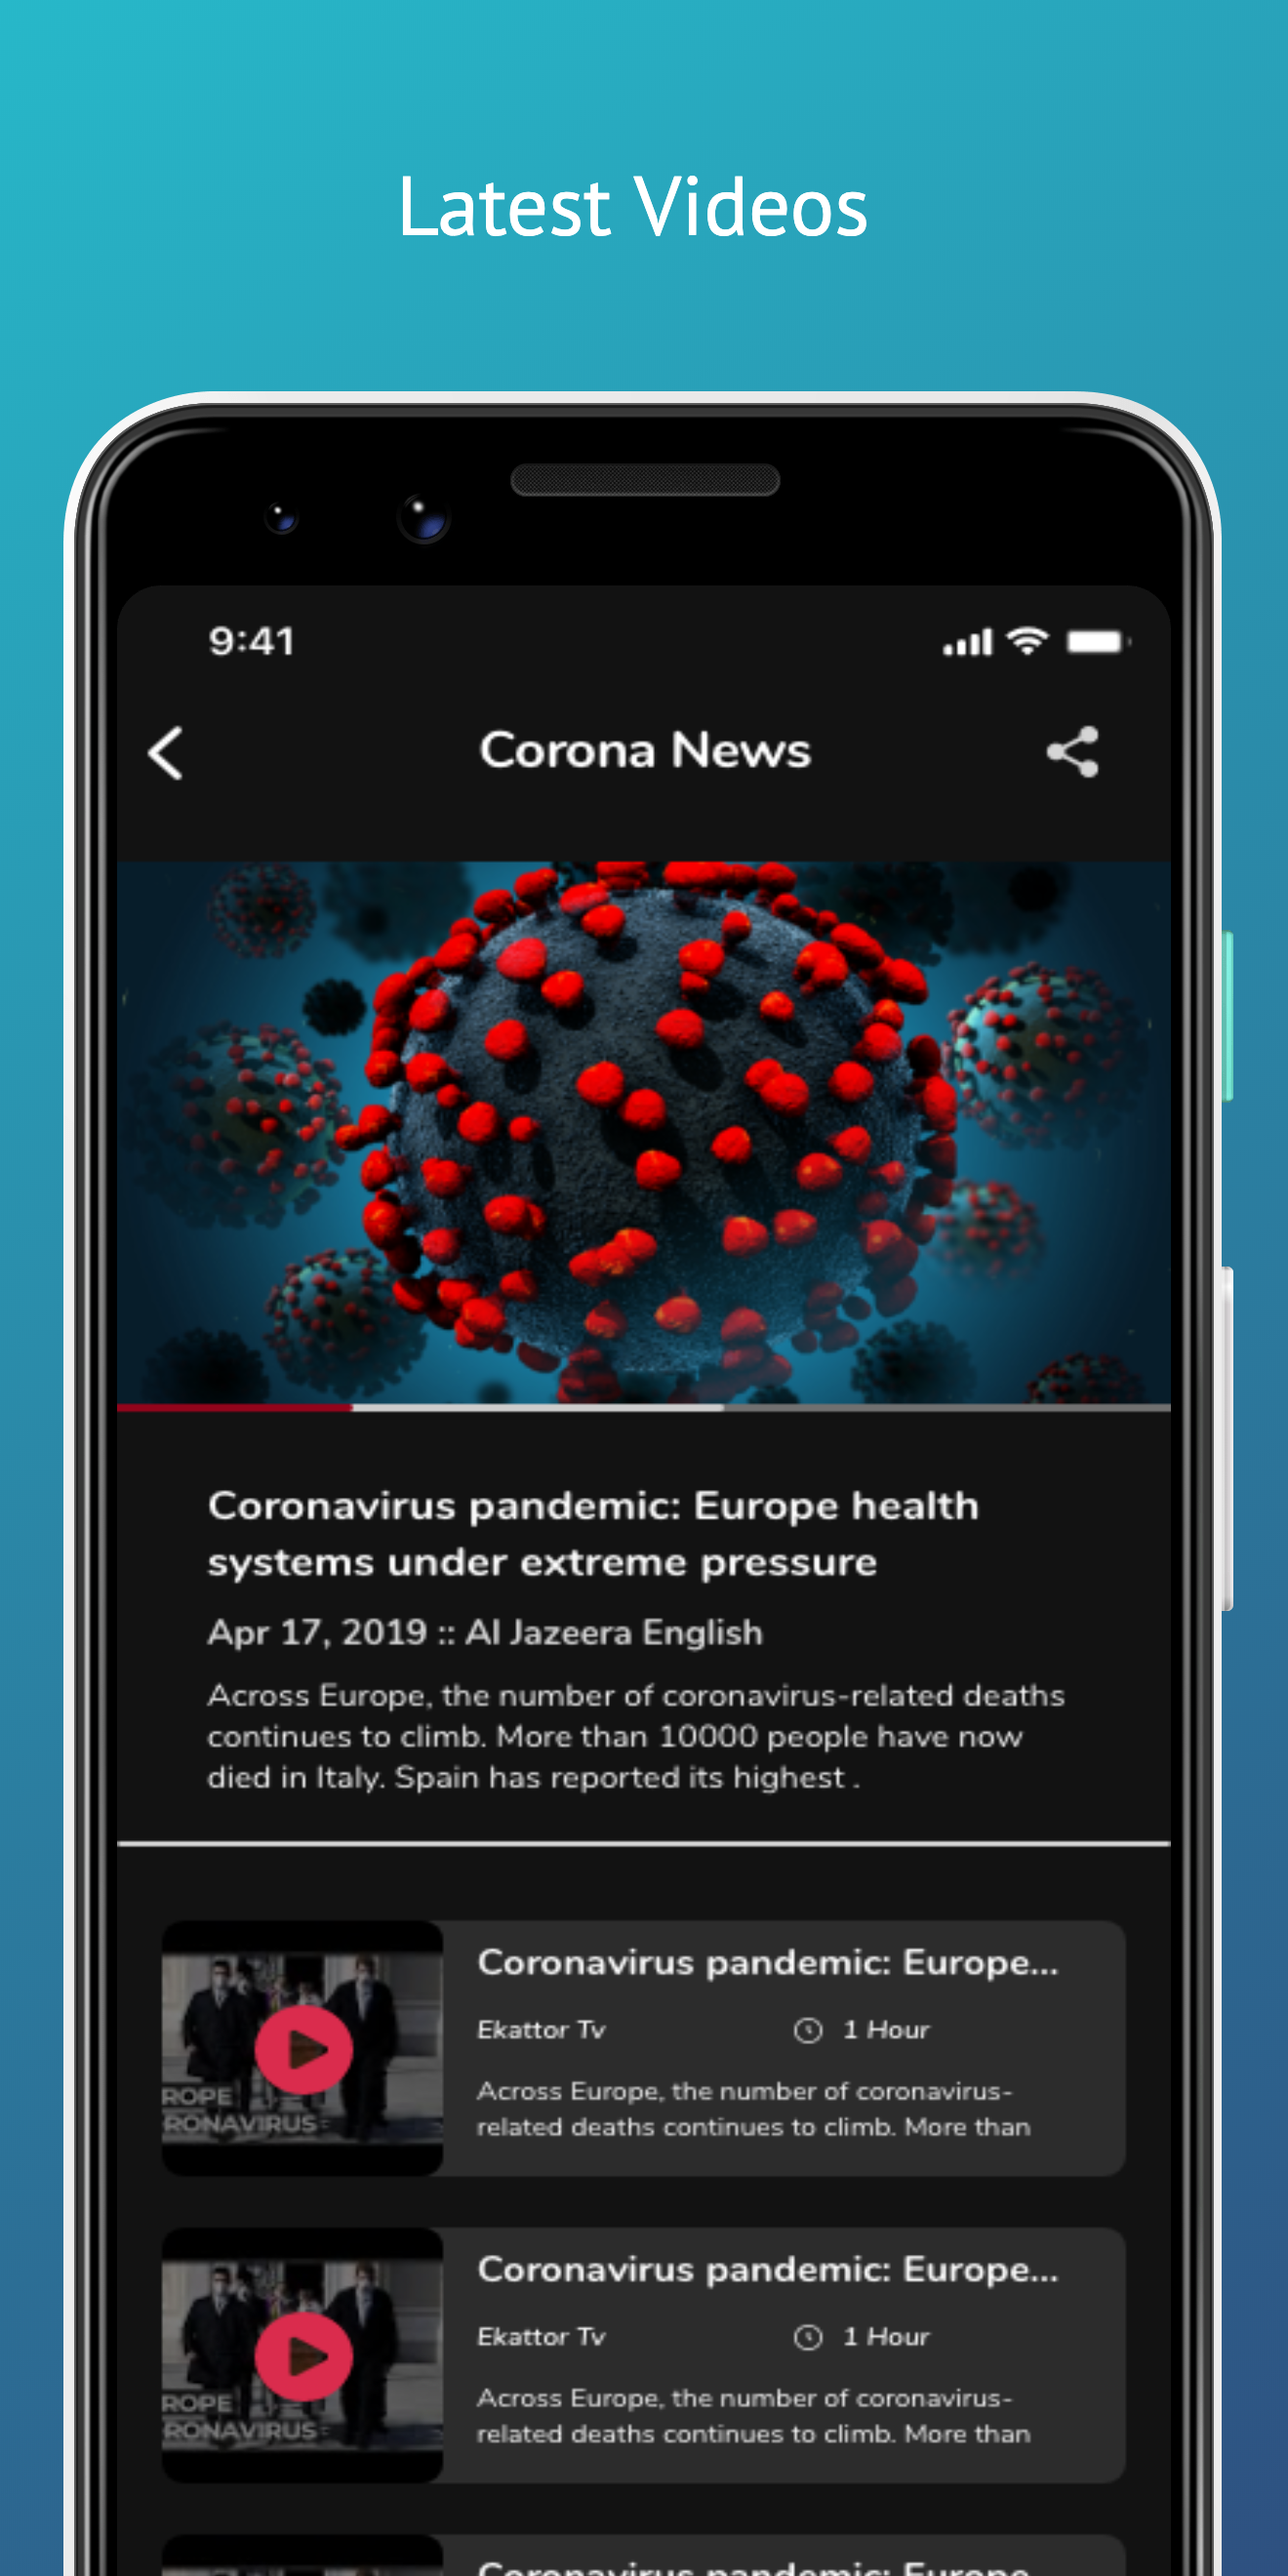 Latest Videos
9:41
Corona News
Coronavirus pandemic: Europe health
systems under extreme pressure
Apr 17, 2019 :: Al Jazeera English
Across Europe, the number of coronavirus-related deaths
continues to climb. More than 10000 people have now
died in Italy. Spain has reported its highest .
Coronavirus pandemic: Europe...
Ekattor Tv 1 Hour
Across Europe, the number of coronavirus-
related deaths continues to climb. More than
ROPE
RONAVIRUS
Coronavirus pandemic: Europe...
Ekattor Tv 1 Hour
Across Europe, the number of coronavirus-
related deaths continues to climb. More than
ROPE
RONAVIRUS
Coronavirus pandemic: Europe...